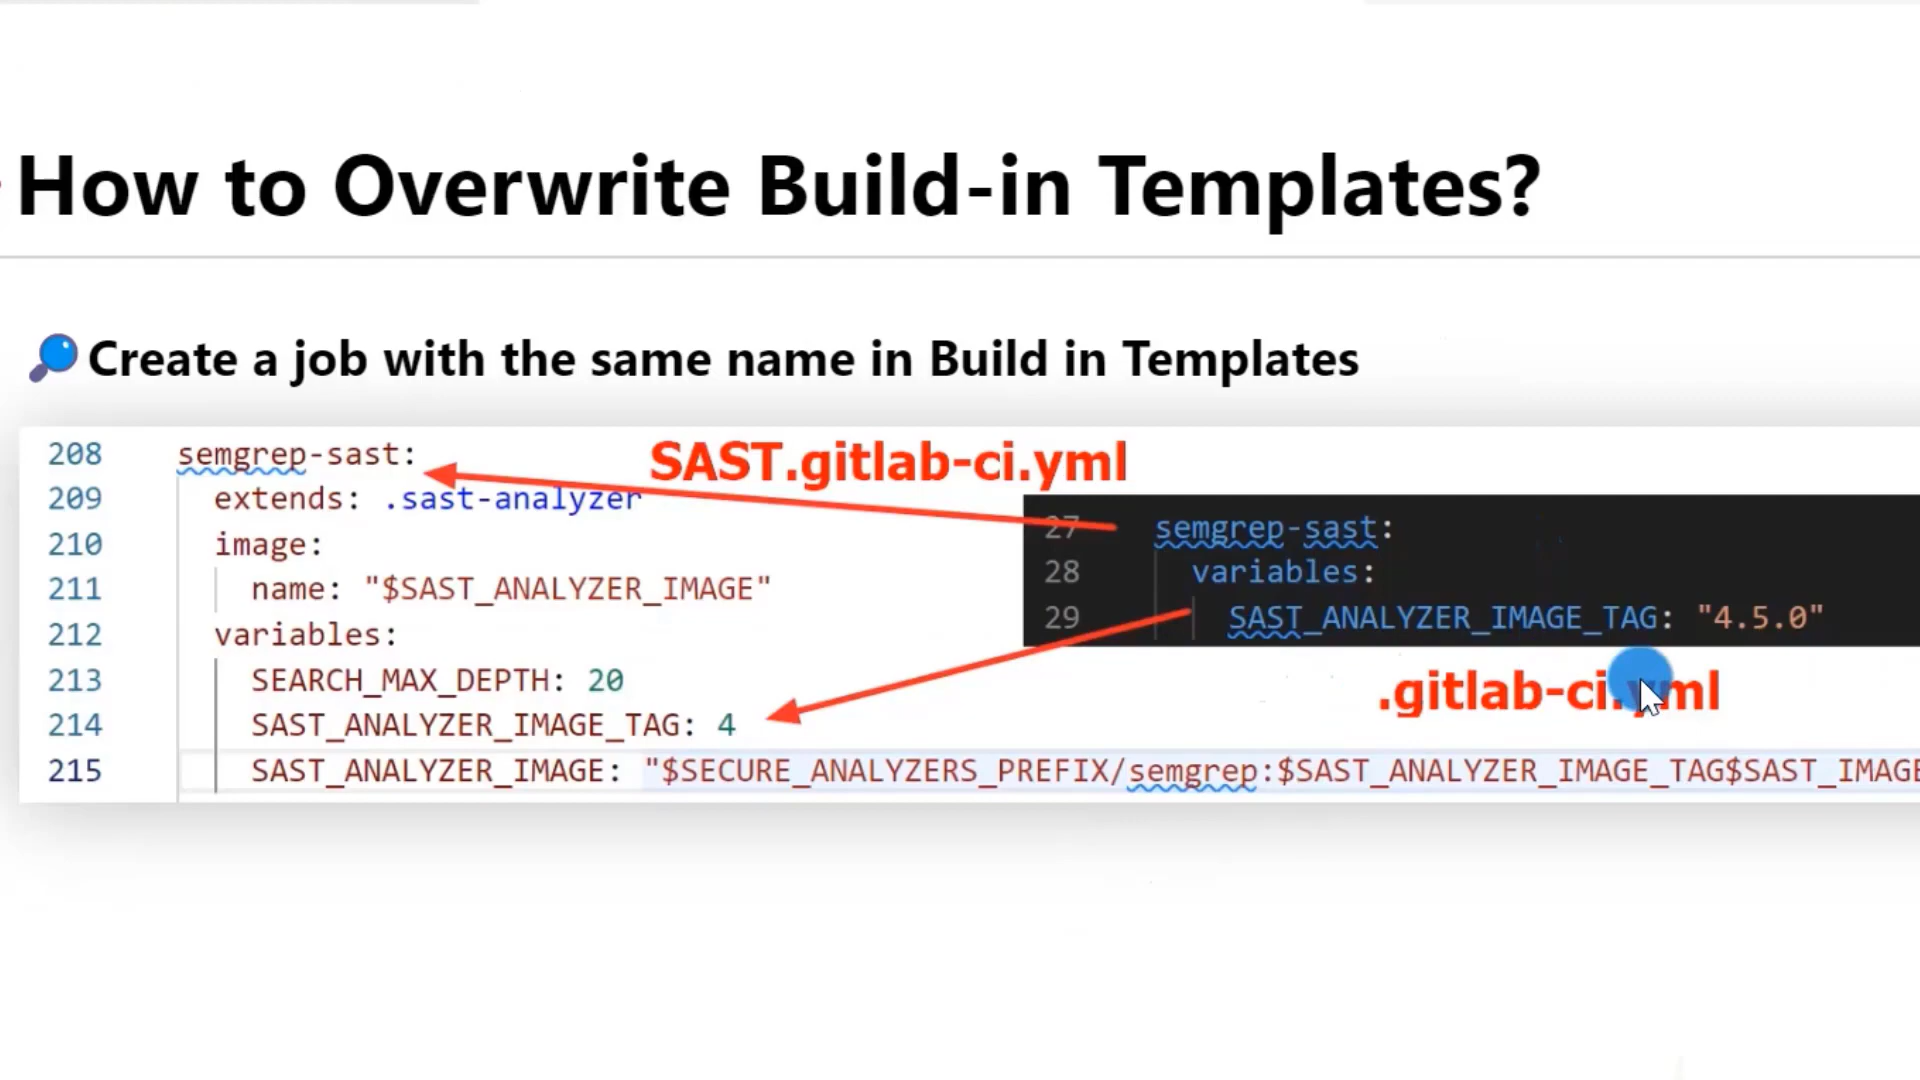 How to Overwrite Build-in Templates?
Create a job with the same name in Build in Templates
SAST.gitlab-ci.yml
208 semgrep-sast:
209 extends: .sast-analyzer
210 image:
211 name: "$SAST_ANALYZER_IMAGE"
212 variables:
213 SEARCH_MAX_DEPTH: 20
214 SAST_ANALYZER_IMAGE_TAG: 4
215 SAST_ANALYZER_IMAGE: "$SECURE_ANALYZERS_PREFIX/semgrep:$SAST_ANALYZER_IMAGE_TAG$SAST_IMAGE
27 semgrep-sast:
28 variables:
29 SAST_ANALYZER_IMAGE_TAG: "4.5.0"
.gitlab-ci.yml